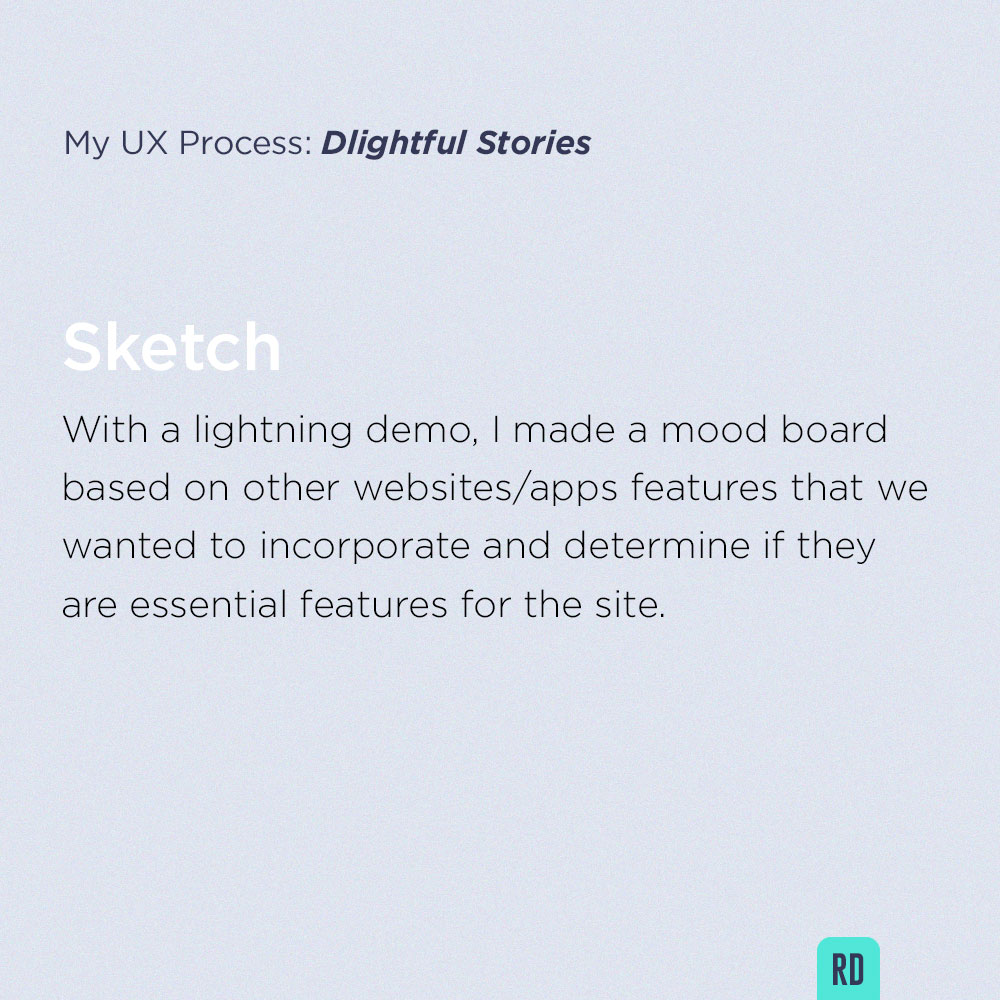 My UX Process: Dlightful Stories
Sketch
With a lightning demo, I made a mood board
based on other websites/apps features that we
wanted to incorporate and determine if they
are essential features for the site.
RD